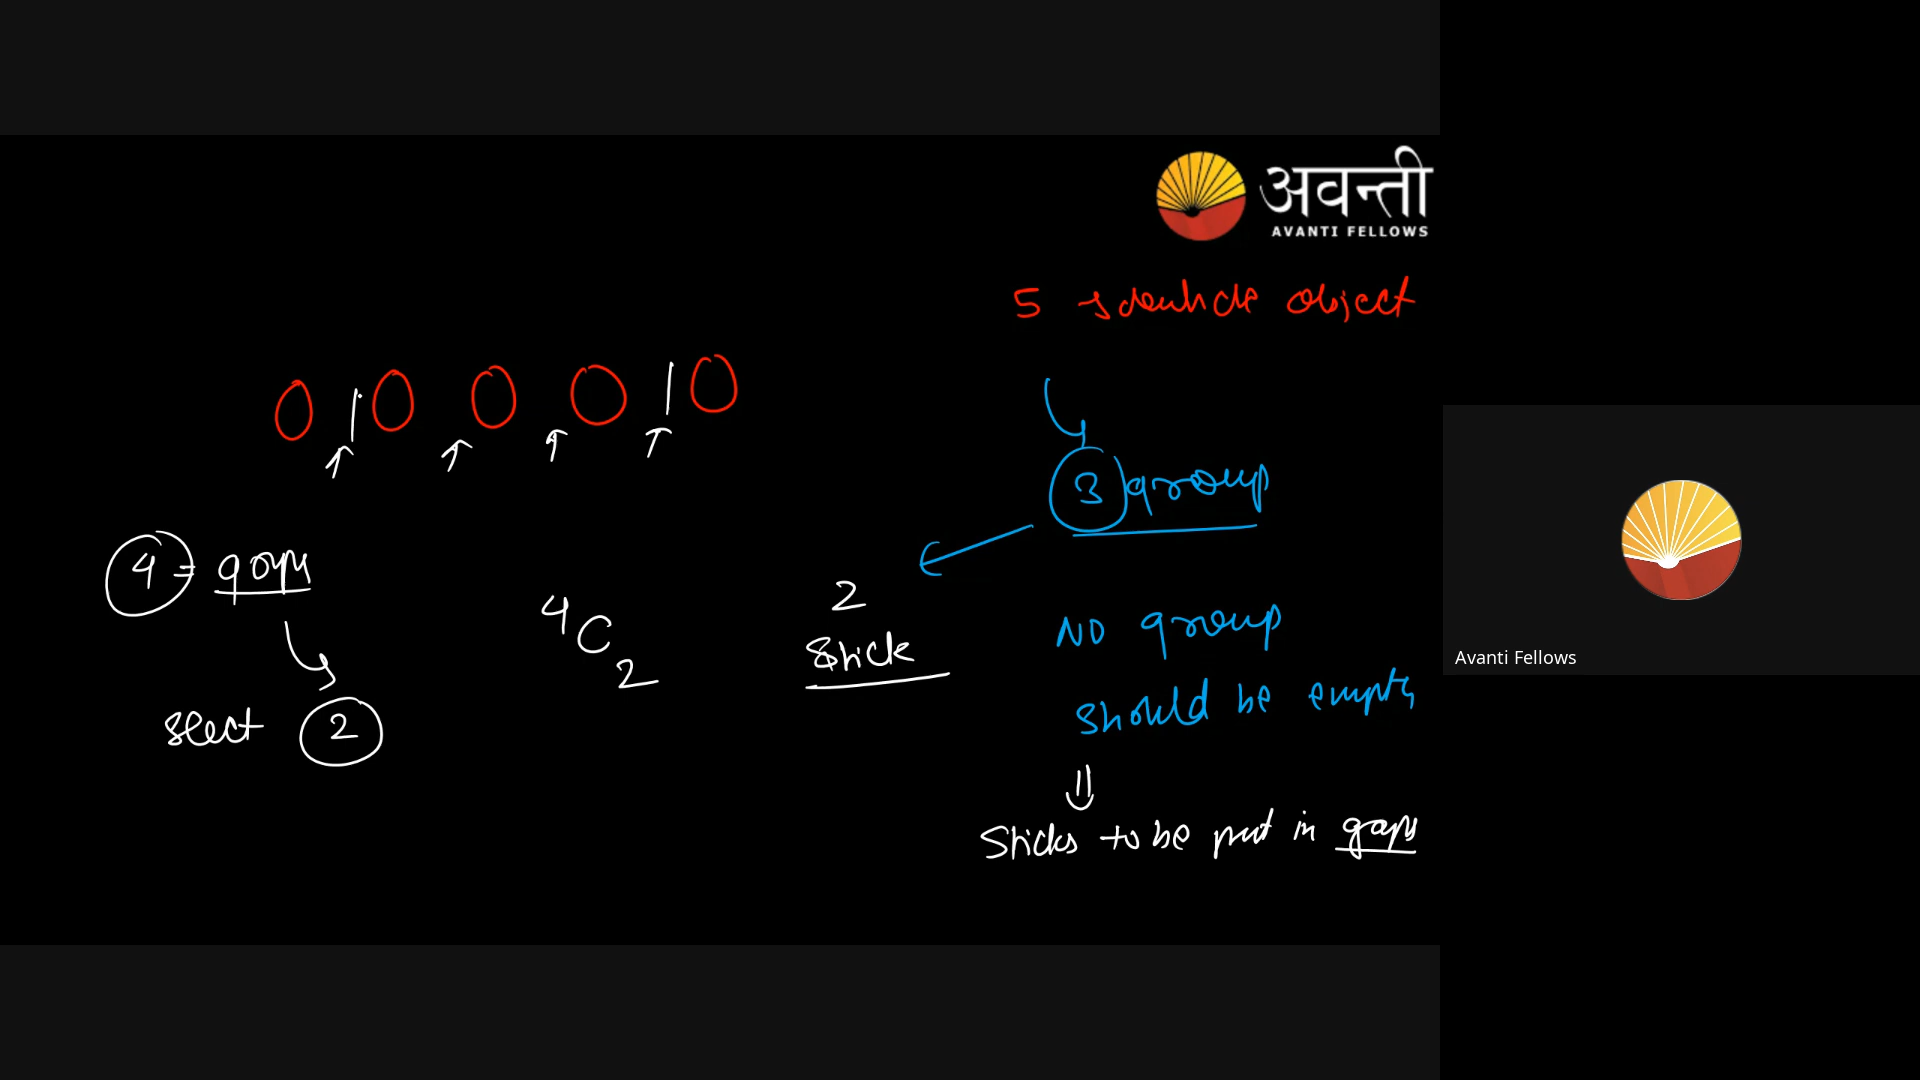 अवन्ती
AVANTI FELLOWS
5 Identicle object
O | O O O | O
3 group
4 = gaps
2
Stick
⁴C₂
NO group
should be empty
select 2
⇓
Sticks to be put in gaps
Avanti Fellows